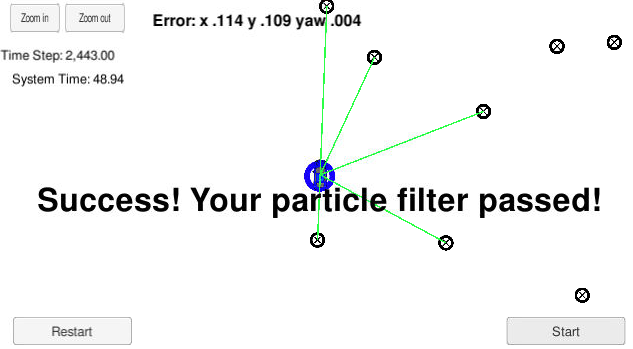 Zoom in Zoom out Error: x .114 y .109 yaw .004
Time Step: 2,443.00
System Time: 48.94
Success! Your particle filter passed!
Restart Start